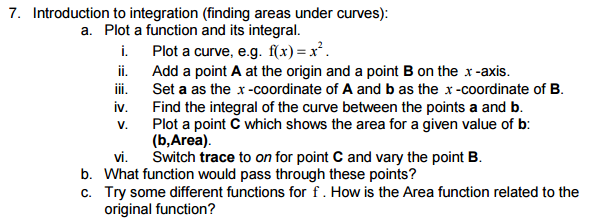 7. Introduction to integration (finding areas under curves):
a. Plot a function and its integral.
i. Plot a curve, e.g. f(x) = x².
ii. Add a point A at the origin and a point B on the x-axis.
iii. Set a as the x-coordinate of A and b as the x-coordinate of B.
iv. Find the integral of the curve between the points a and b.
v. Plot a point C which shows the area for a given value of b:
(b,Area).
vi. Switch trace to on for point C and vary the point B.
b. What function would pass through these points?
c. Try some different functions for f. How is the Area function related to the
original function?